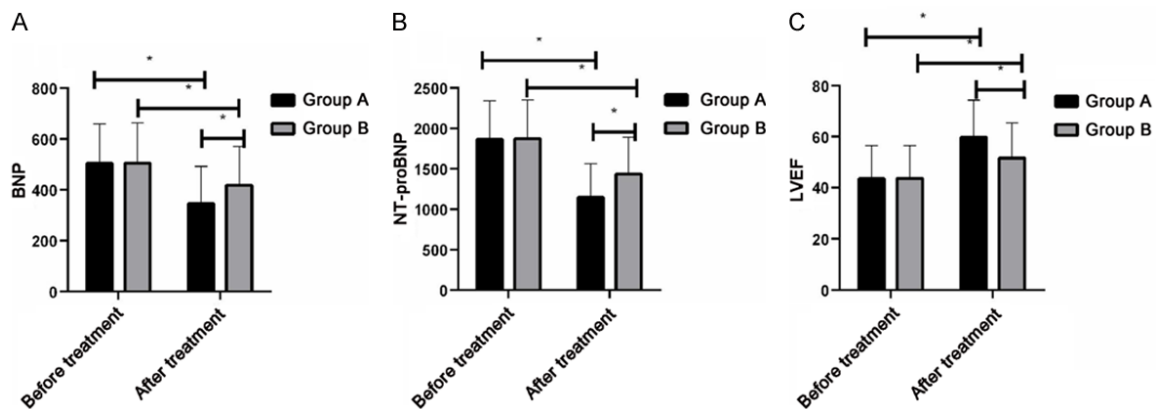 A
*
*
*
800
600
400
200
0
BNP
Group A
Group B
Before treatment
After treatment
B
*
*
*
2500
2000
1500
1000
500
0
NT-proBNP
Group A
Group B
Before treatment
After treatment
C
*
*
*
80
60
40
20
0
LVEF
Group A
Group B
Before treatment
After treatment